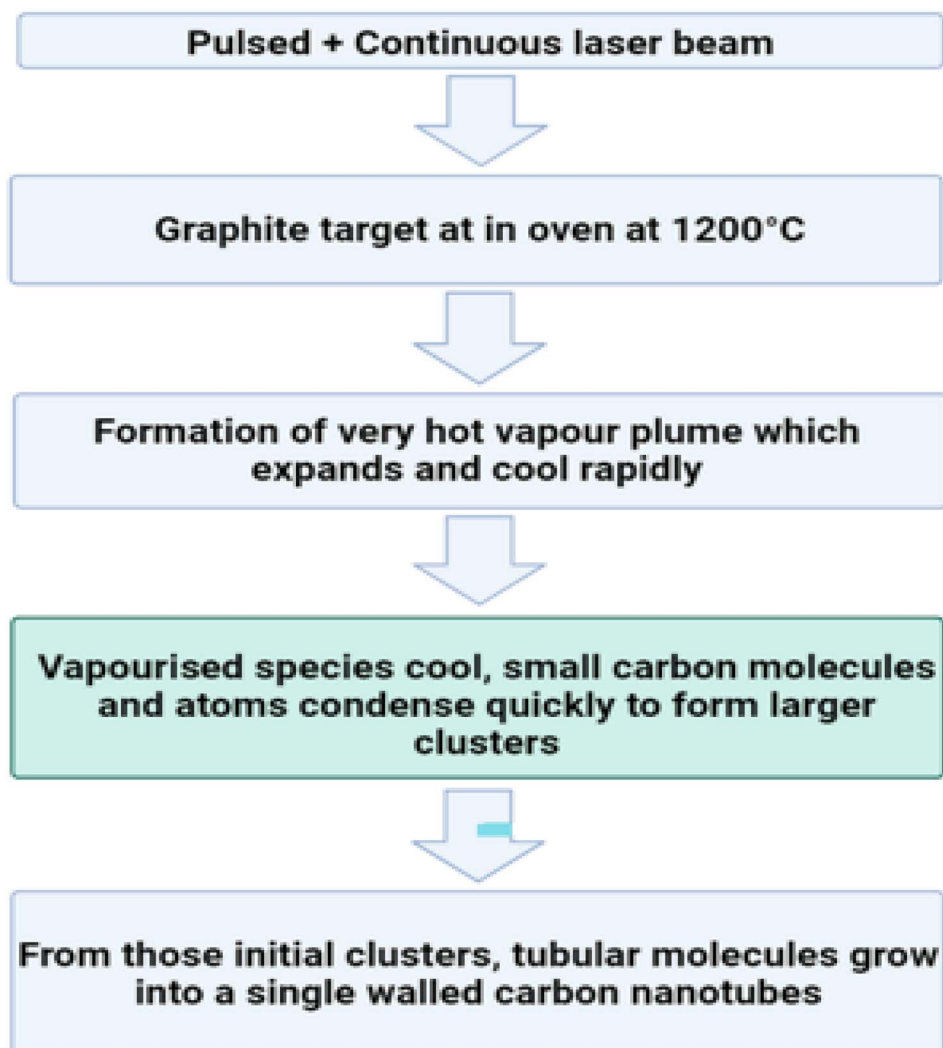 Pulsed + Continuous laser beam
Graphite target at in oven at 1200°C
Formation of very hot vapour plume which
expands and cool rapidly
Vapourised species cool, small carbon molecules
and atoms condense quickly to form larger
clusters
From those initial clusters, tubular molecules grow
into a single walled carbon nanotubes